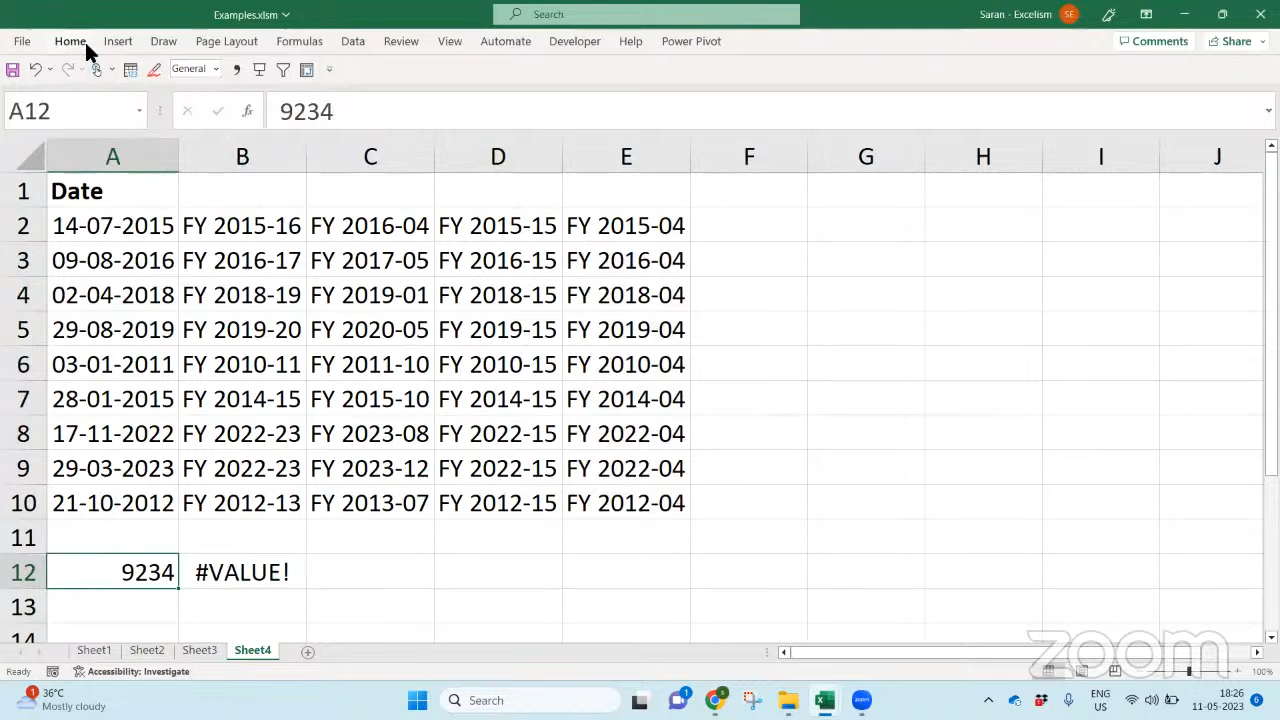 Examples.xlsm
Search
Saran - Excelism SE
File Home Insert Draw Page Layout Formulas Data Review View Automate Developer Help Power Pivot Comments Share
General
A12 fx 9234
A B C D E F G H I J
1 Date
2 14-07-2015 FY 2015-16 FY 2016-04 FY 2015-15 FY 2015-04
3 09-08-2016 FY 2016-17 FY 2017-05 FY 2016-15 FY 2016-04
4 02-04-2018 FY 2018-19 FY 2019-01 FY 2018-15 FY 2018-04
5 29-08-2019 FY 2019-20 FY 2020-05 FY 2019-15 FY 2019-04
6 03-01-2011 FY 2010-11 FY 2011-10 FY 2010-15 FY 2010-04
7 28-01-2015 FY 2014-15 FY 2015-10 FY 2014-15 FY 2014-04
8 17-11-2022 FY 2022-23 FY 2023-08 FY 2022-15 FY 2022-04
9 29-03-2023 FY 2022-23 FY 2023-12 FY 2022-15 FY 2022-04
10 21-10-2012 FY 2012-13 FY 2013-07 FY 2012-15 FY 2012-04
11
12 9234 #VALUE!
13
14
Sheet1 Sheet2 Sheet3 Sheet4
zoom
Ready Accessibility: Investigate 100%
1 36°C
Mostly cloudy
Search
1
zoom
ENG
US
18:26
11-05-2023
6